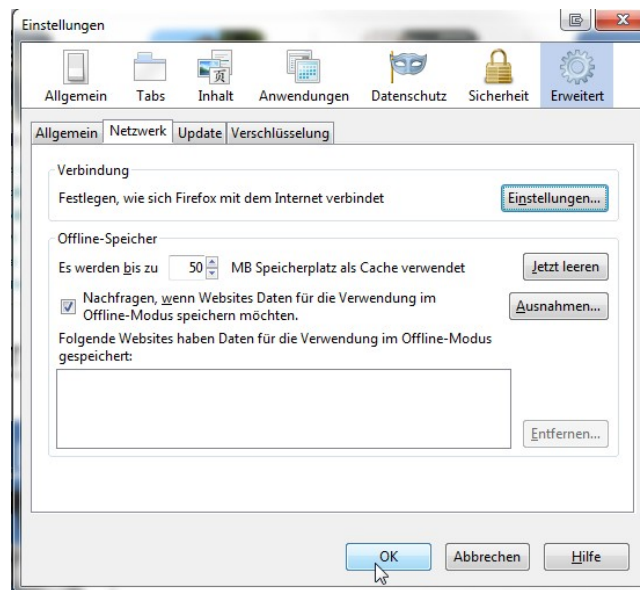 Einstellungen
Allgemein Tabs Inhalt Anwendungen Datenschutz Sicherheit Erweitert
Allgemein Netzwerk Update Verschlüsselung
Verbindung
Festlegen, wie sich Firefox mit dem Internet verbindet Einstellungen...
Offline-Speicher
Es werden bis zu 50 MB Speicherplatz als Cache verwendet Jetzt leeren
Nachfragen, wenn Websites Daten für die Verwendung im
Offline-Modus speichern möchten. Ausnahmen...
Folgende Websites haben Daten für die Verwendung im Offline-Modus
gespeichert:
Entfernen...
OK Abbrechen Hilfe